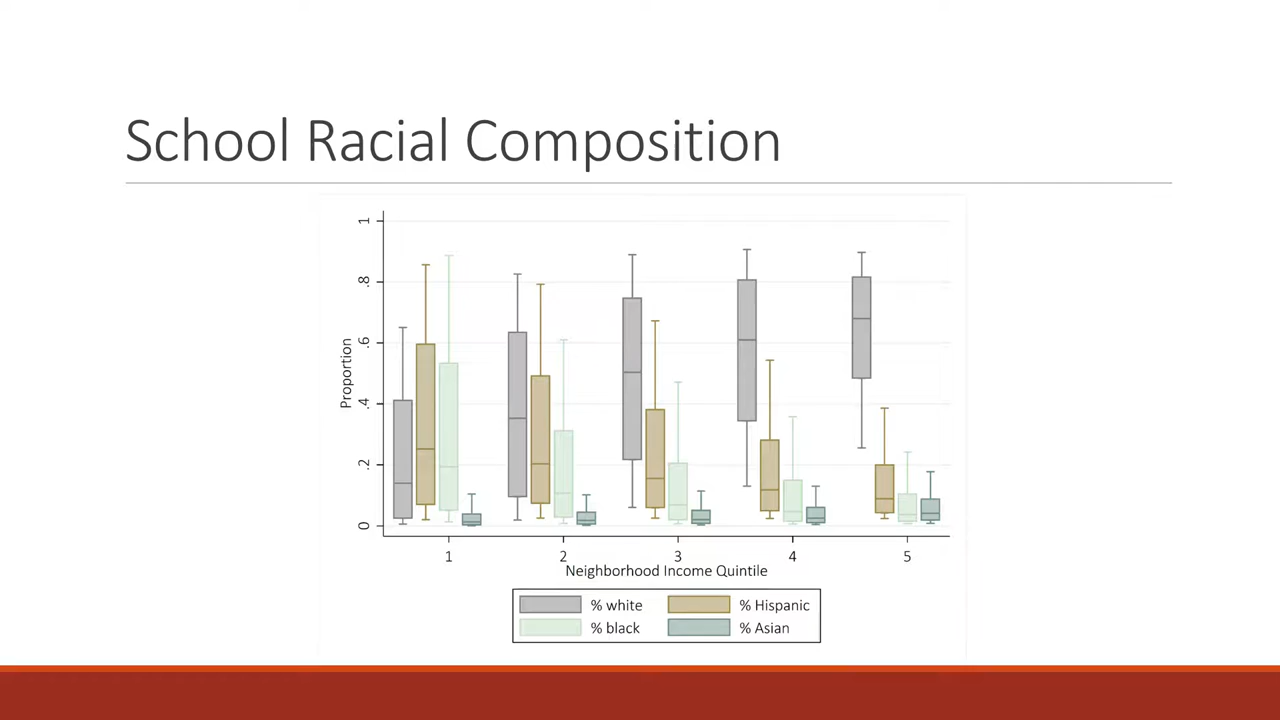 School Racial Composition
1
.8
.6
.4
.2
0
Proportion
1 2 3 4 5
Neighborhood Income Quintile
% white % Hispanic
% black % Asian